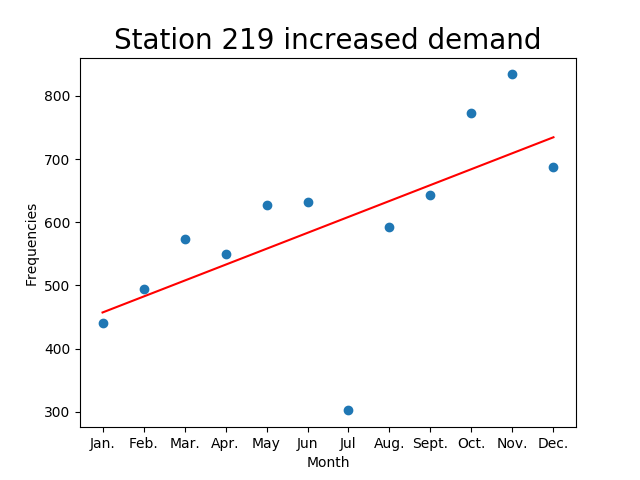 Station 219 increased demand
Frequencies
800
700
600
500
400
300
Jan. Feb. Mar. Apr. May Jun Jul Aug. Sept. Oct. Nov. Dec.
Month